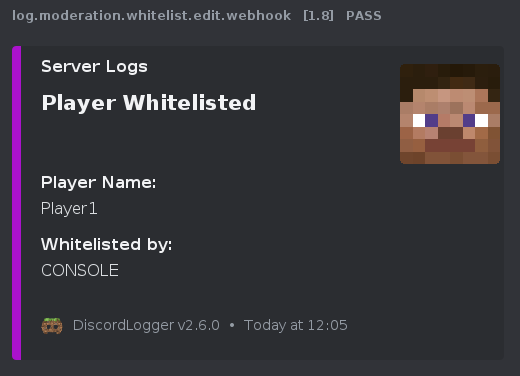 log.moderation.whitelist.edit.webhook [1.8] PASS
Server Logs
Player Whitelisted
Player Name:
Player1
Whitelisted by:
CONSOLE
DiscordLogger v2.6.0 • Today at 12:05